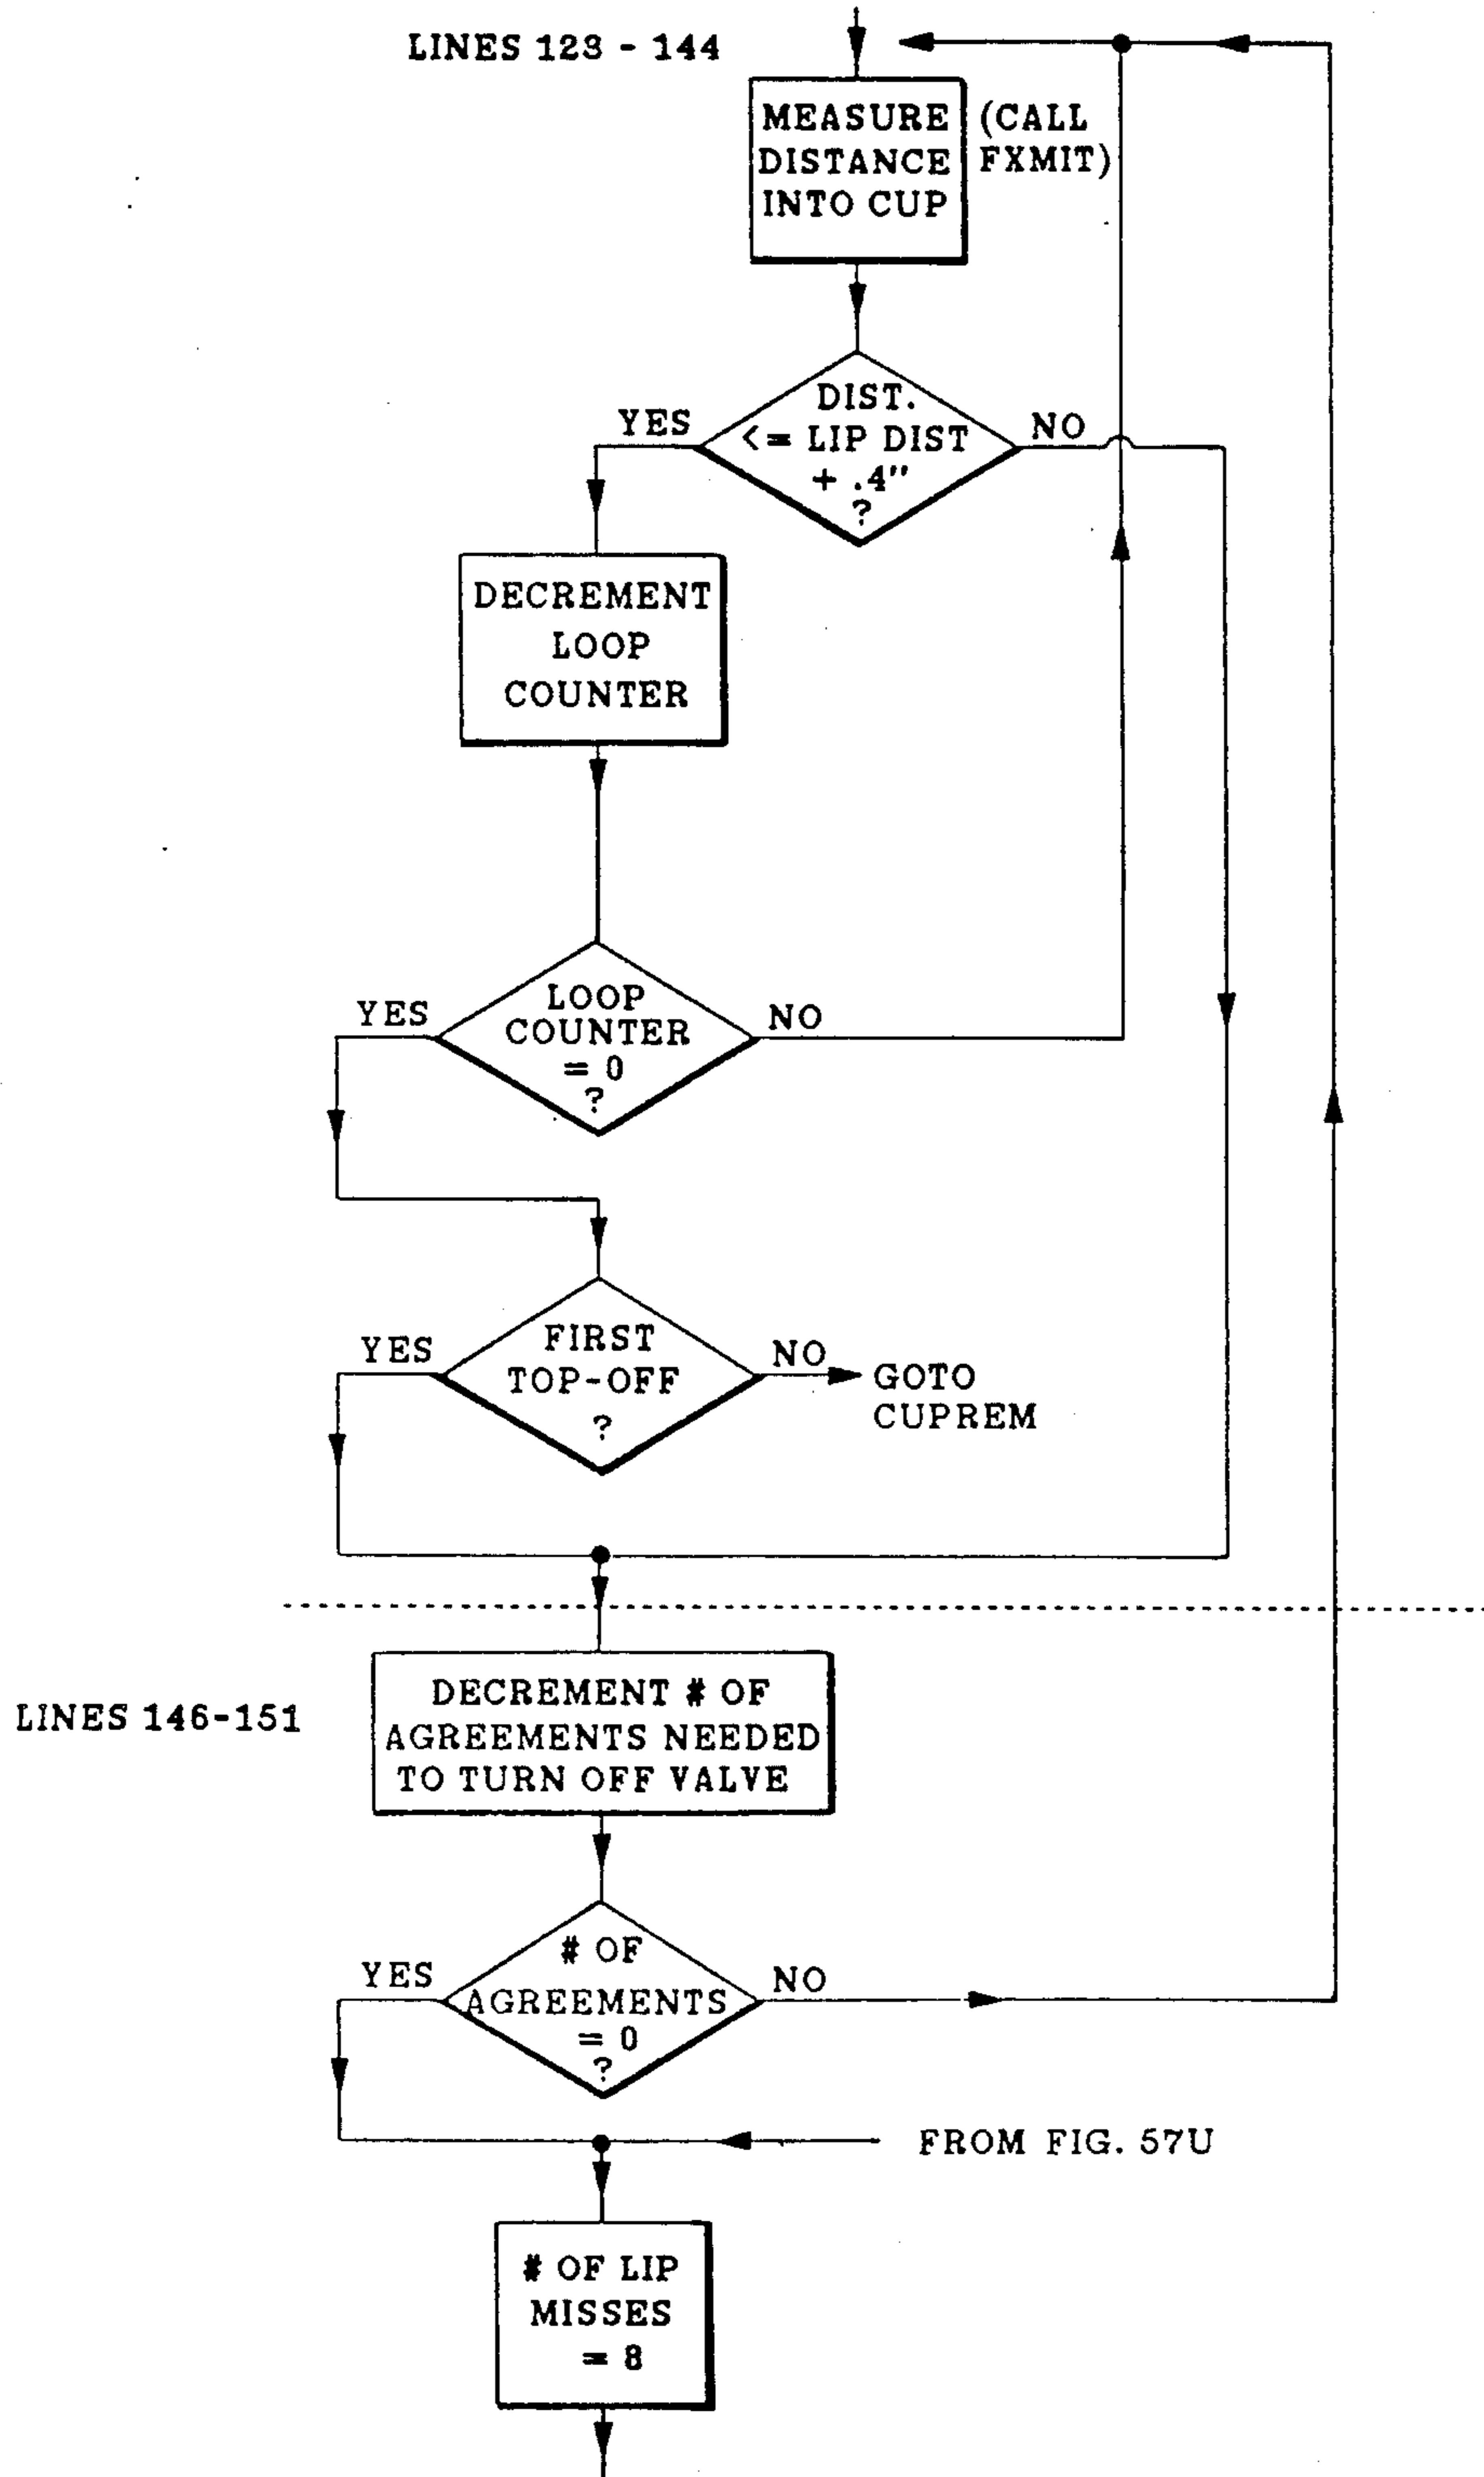 LINES 123 - 144
MEASURE
DISTANCE
INTO CUP
(CALL
FXMIT)
DIST.
<= LIP DIST
+ .4"
?
YES
NO
DECREMENT
LOOP
COUNTER
LOOP
COUNTER
= 0
?
YES
NO
FIRST
TOP-OFF
?
YES
NO
GOTO
CUPREM
LINES 146-151
DECREMENT # OF
AGREEMENTS NEEDED
TO TURN OFF VALVE
# OF
AGREEMENTS
= 0
?
YES
NO
FROM FIG. 57U
# OF LIP
MISSES
= 8